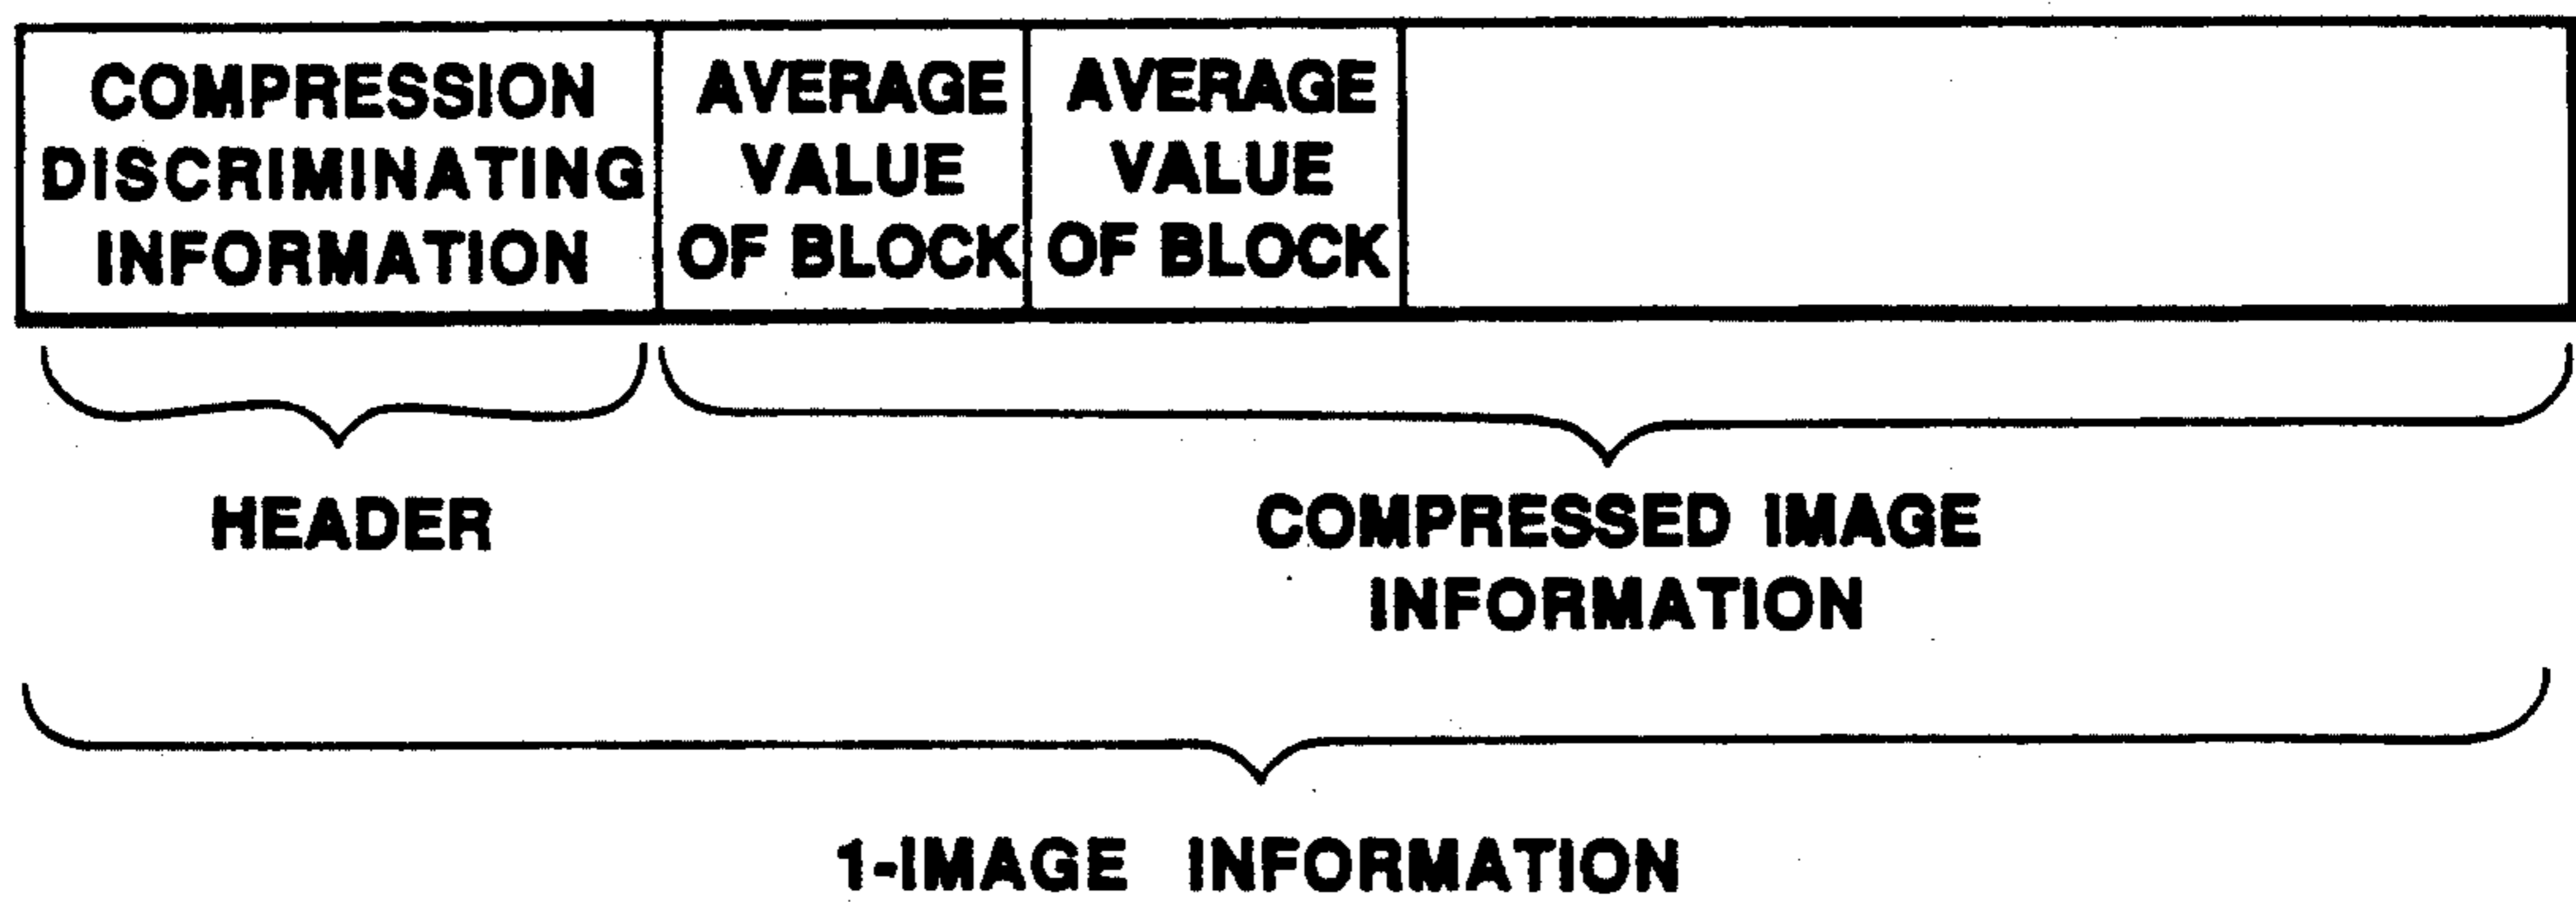 COMPRESSION
DISCRIMINATING
INFORMATION
AVERAGE
VALUE
OF BLOCK
AVERAGE
VALUE
OF BLOCK
HEADER
COMPRESSED IMAGE
INFORMATION
1-IMAGE INFORMATION